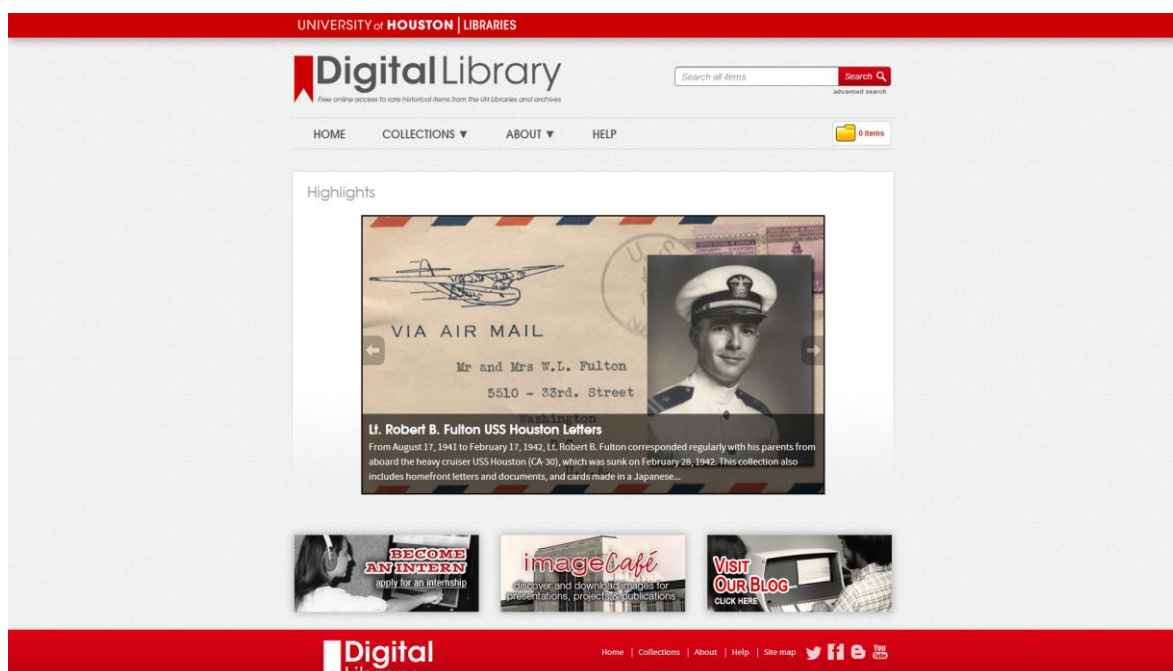 UNIVERSITY of HOUSTON | LIBRARIES
Digital Library
Free online access to rare historical items from the UH Libraries and archives
Search all items
Search
advanced search
HOME COLLECTIONS ▼ ABOUT ▼ HELP
0 items
Highlights
VIA AIR MAIL
Mr and Mrs W.L. Fulton
5510 - 33rd. Street
Washington
Lt. Robert B. Fulton USS Houston Letters
From August 17, 1941 to February 17, 1942, Lt. Robert B. Fulton corresponded regularly with his parents from
aboard the heavy cruiser USS Houston (CA-30), which was sunk on February 28, 1942. This collection also
includes homefront letters and documents, and cards made in a Japanese...
BECOME
AN INTERN
apply for an internship
imageCafé
discover and download images for
presentations, projects & publications
VISIT
OUR BLOG
CLICK HERE
Digital
Home | Collections | About | Help | Site map
You
Tube